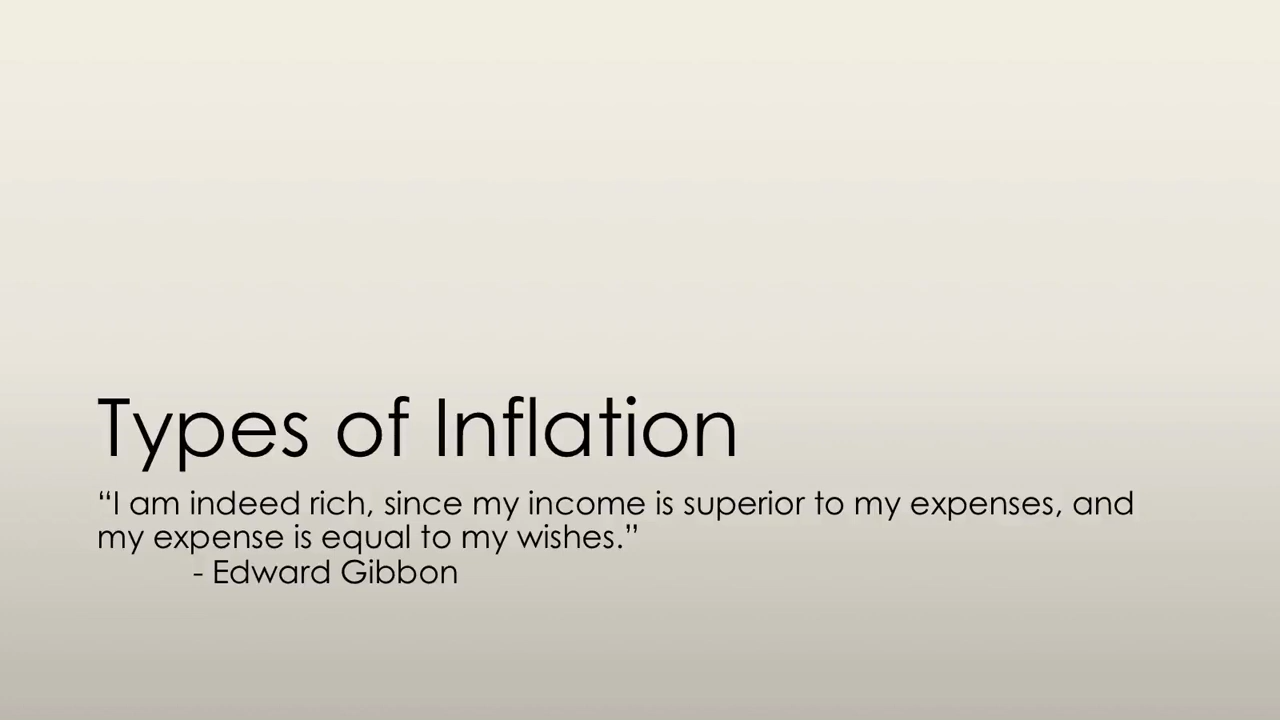 Types of Inflation
“I am indeed rich, since my income is superior to my expenses, and
my expense is equal to my wishes.”
- Edward Gibbon